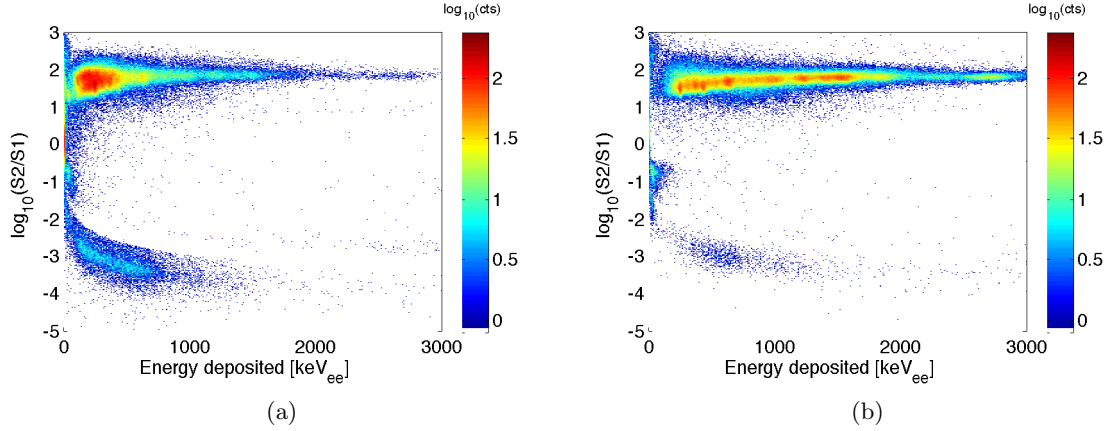 log10(cts) log10(cts)
3 3
2 2 2 2
1 1.5 1 1.5
0 0
-1 1 -1 1
-2 -2
-3 0.5 -3 0.5
-4 0 -4 0
-5 -5
0 1000 2000 3000 0 1000 2000 3000
log10(S2/S1) log10(S2/S1)
Energy deposited [keVee] Energy deposited [keVee]
(a) (b)